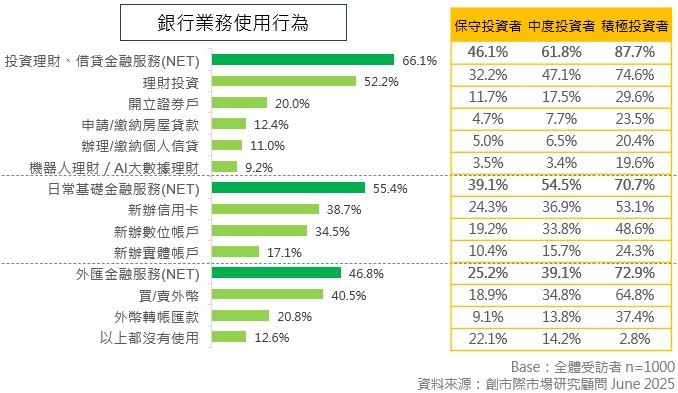 銀行業務使用行為
保守投資者 中度投資者 積極投資者
投資理財、借貸金融服務(NET) 66.1% 46.1% 61.8% 87.7%
理財投資 52.2% 32.2% 47.1% 74.6%
開立證券戶 20.0% 11.7% 17.5% 29.6%
申請/繳納房屋貸款 12.4% 4.7% 7.7% 23.5%
辦理/繳納個人信貸 11.0% 5.0% 6.5% 20.4%
機器人理財 / AI大數據理財 9.2% 3.5% 3.4% 19.6%
日常基礎金融服務(NET) 55.4% 39.1% 54.5% 70.7%
新辦信用卡 38.7% 24.3% 36.9% 53.1%
新辦數位帳戶 34.5% 19.2% 33.8% 48.6%
新辦實體帳戶 17.1% 10.4% 15.7% 24.3%
外匯金融服務(NET) 46.8% 25.2% 39.1% 72.9%
買/賣外幣 40.5% 18.9% 34.8% 64.8%
外幣轉帳匯款 20.8% 9.1% 13.8% 37.4%
以上都沒有使用 12.6% 22.1% 14.2% 2.8%
Base：全體受訪者 n=1000
資料來源：創市際市場研究顧問 June 2025